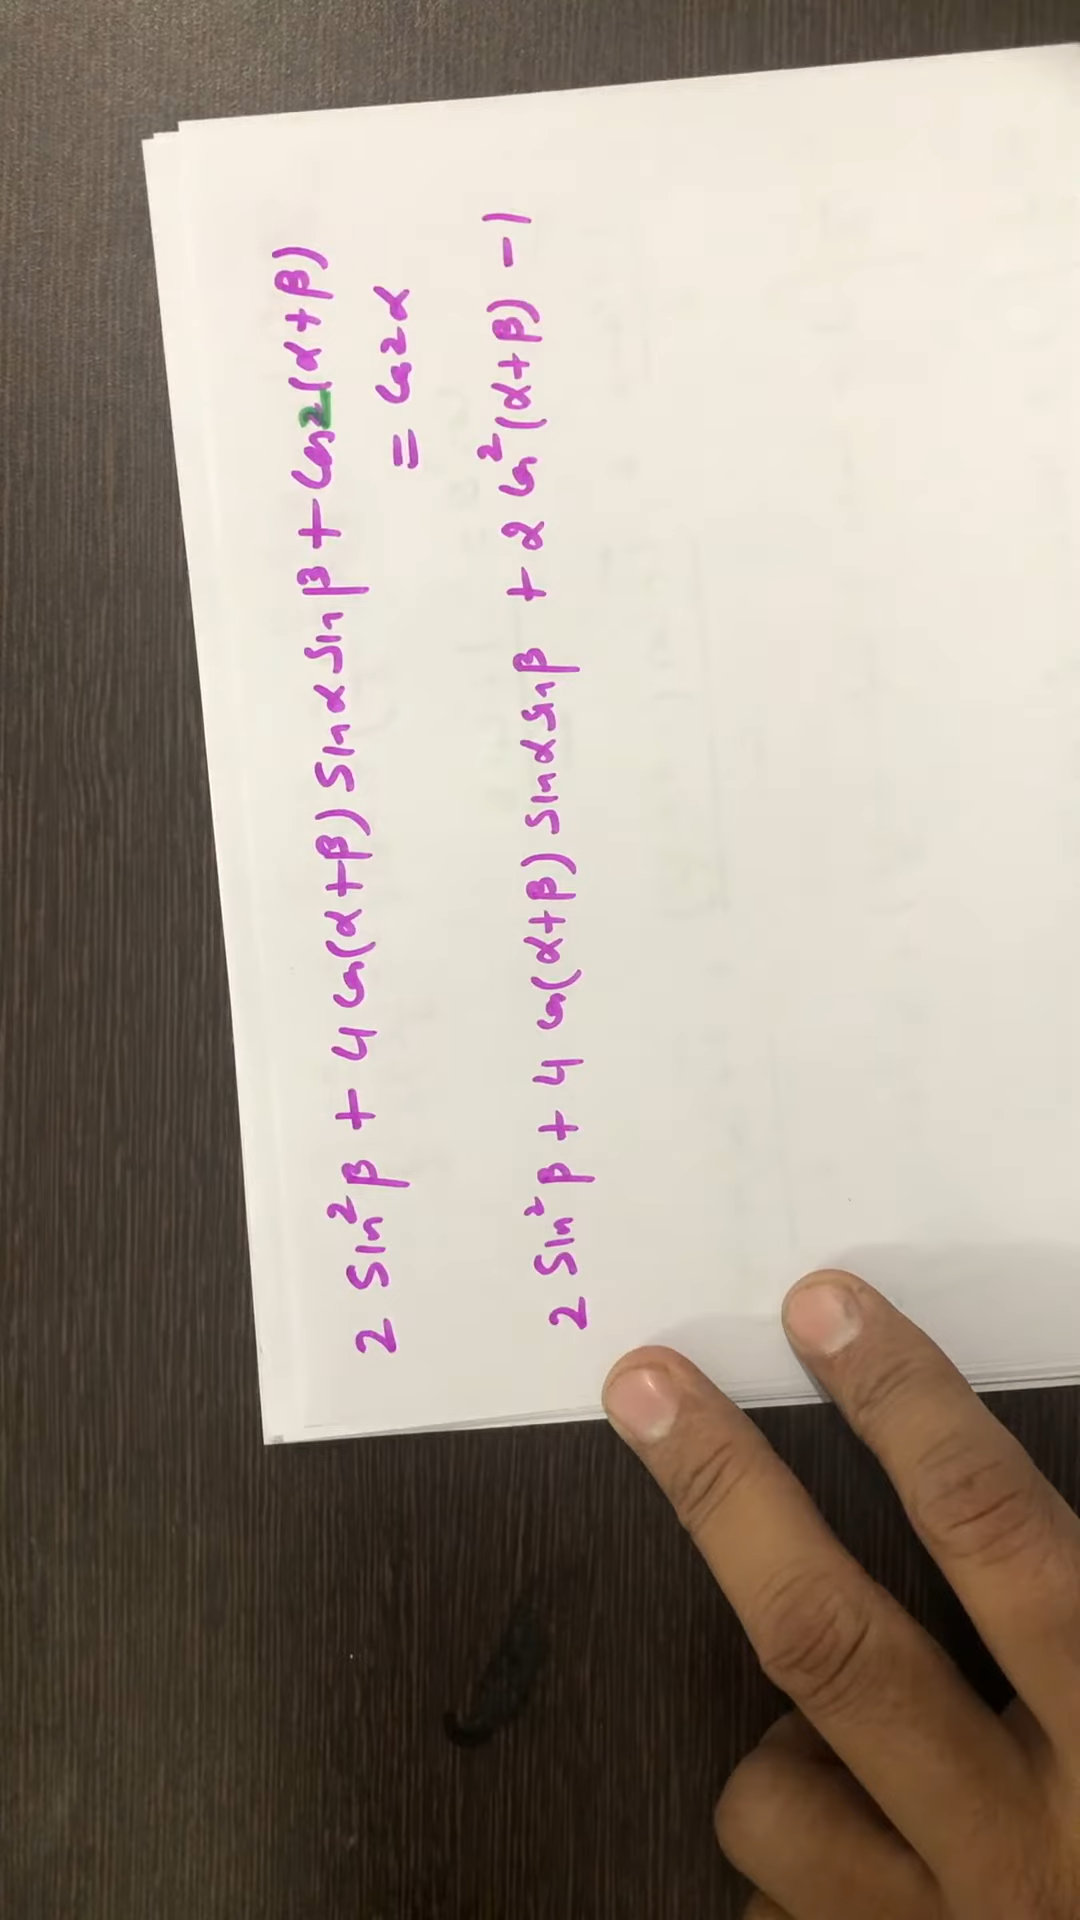 2 Sin²β + 4 cos(α+β) Sinα Sinβ + cos2(α+β)
= cos2α
2 Sin²β + 4 cos(α+β) Sinα Sinβ + 2 cos²(α+β) - 1